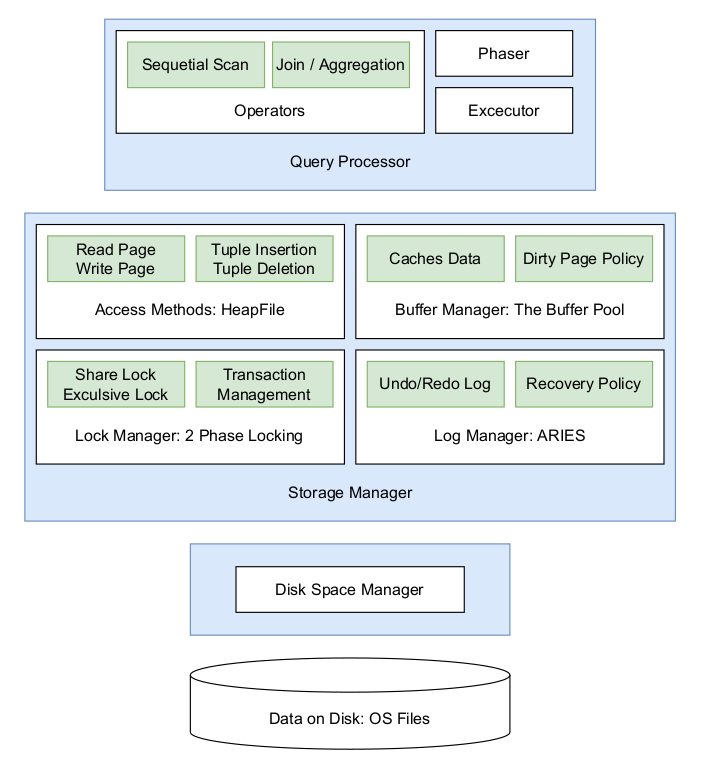 Sequetial Scan
Join / Aggregation
Operators
Phaser
Excecutor
Query Processor
Read Page
Write Page
Tuple Insertion
Tuple Deletion
Access Methods: HeapFile
Caches Data
Dirty Page Policy
Buffer Manager: The Buffer Pool
Share Lock
Exculsive Lock
Transaction
Management
Lock Manager: 2 Phase Locking
Undo/Redo Log
Recovery Policy
Log Manager: ARIES
Storage Manager
Disk Space Manager
Data on Disk: OS Files